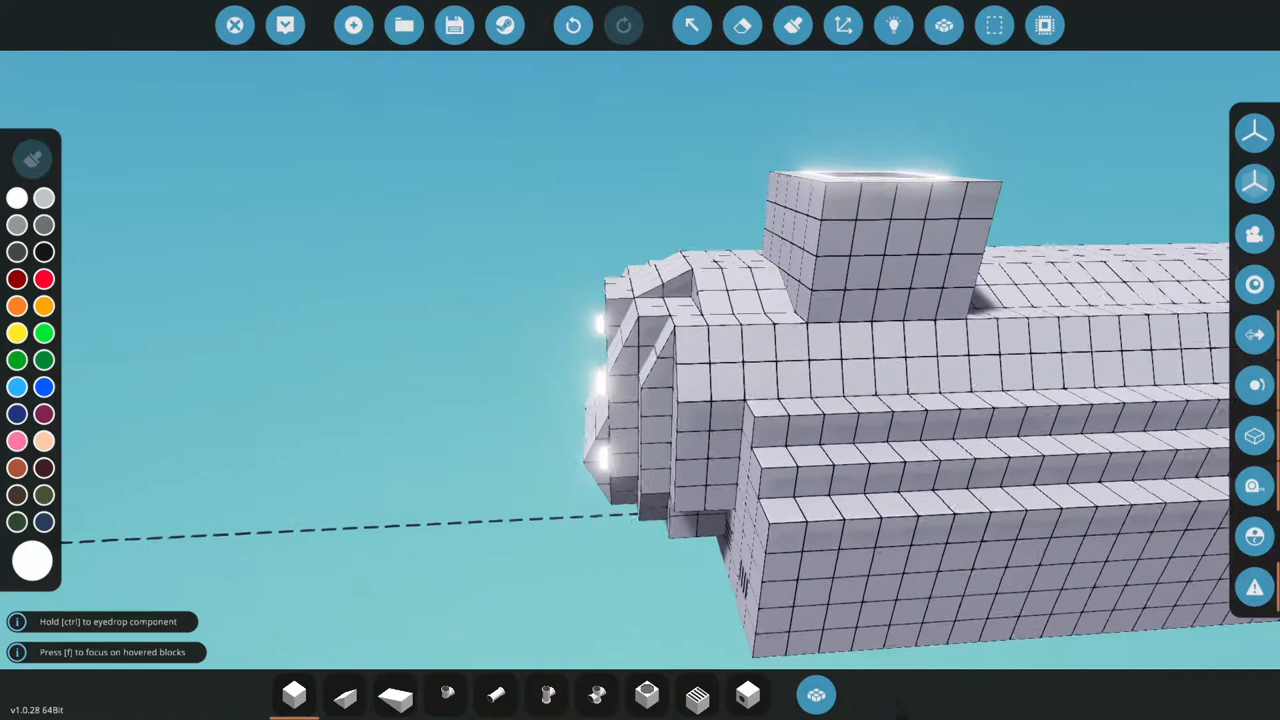 Hold [ctrl] to eyedrop component
Press [f] to focus on hovered blocks
v1.0.28 64Bit